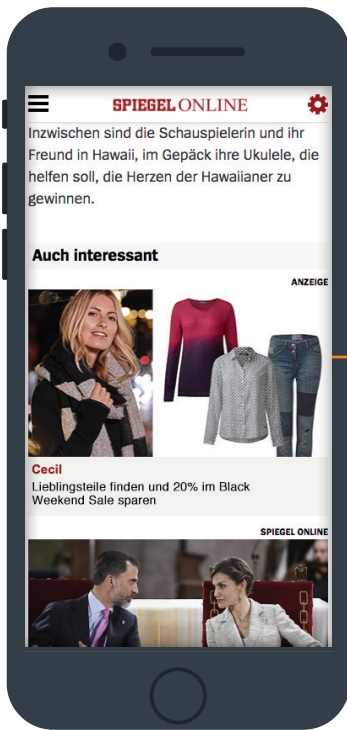 SPIEGEL ONLINE
Inzwischen sind die Schauspielerin und ihr
Freund in Hawaii, im Gepäck ihre Ukulele, die
helfen soll, die Herzen der Hawaiianer zu
gewinnen.
Auch interessant
ANZEIGE
Cecil
Lieblingsteile finden und 20% im Black
Weekend Sale sparen
SPIEGEL ONLINE